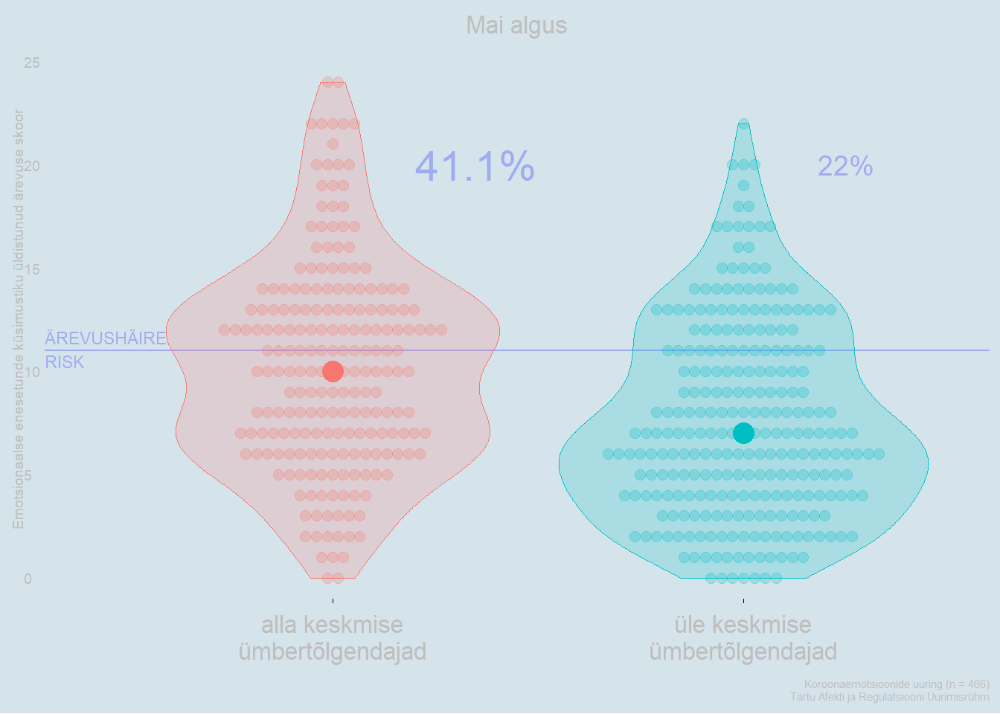 Mai algus
Emotsionaalse enesetunde küsimustiku üldistunud ärevuse skoor
25
20
15
10
5
0
41.1%
22%
ÄREVUSHÄIRE
RISK
alla keskmise
ümbertõlgendajad
üle keskmise
ümbertõlgendajad
Koroonaemotsioonide uuring (n = 466)
Tartu Afekti ja Regulatsiooni Uurimisrühm